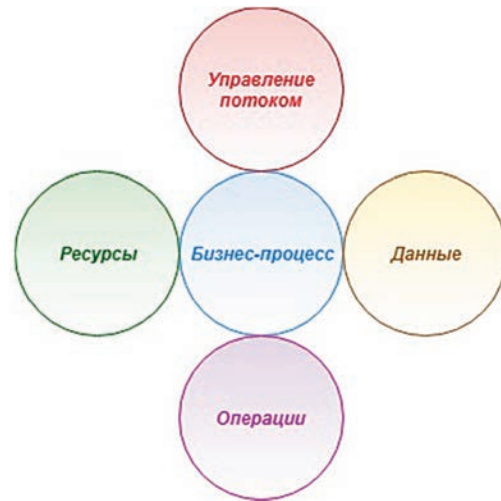 Управление
потоком
Ресурсы
Бизнес-процесс
Данные
Операции